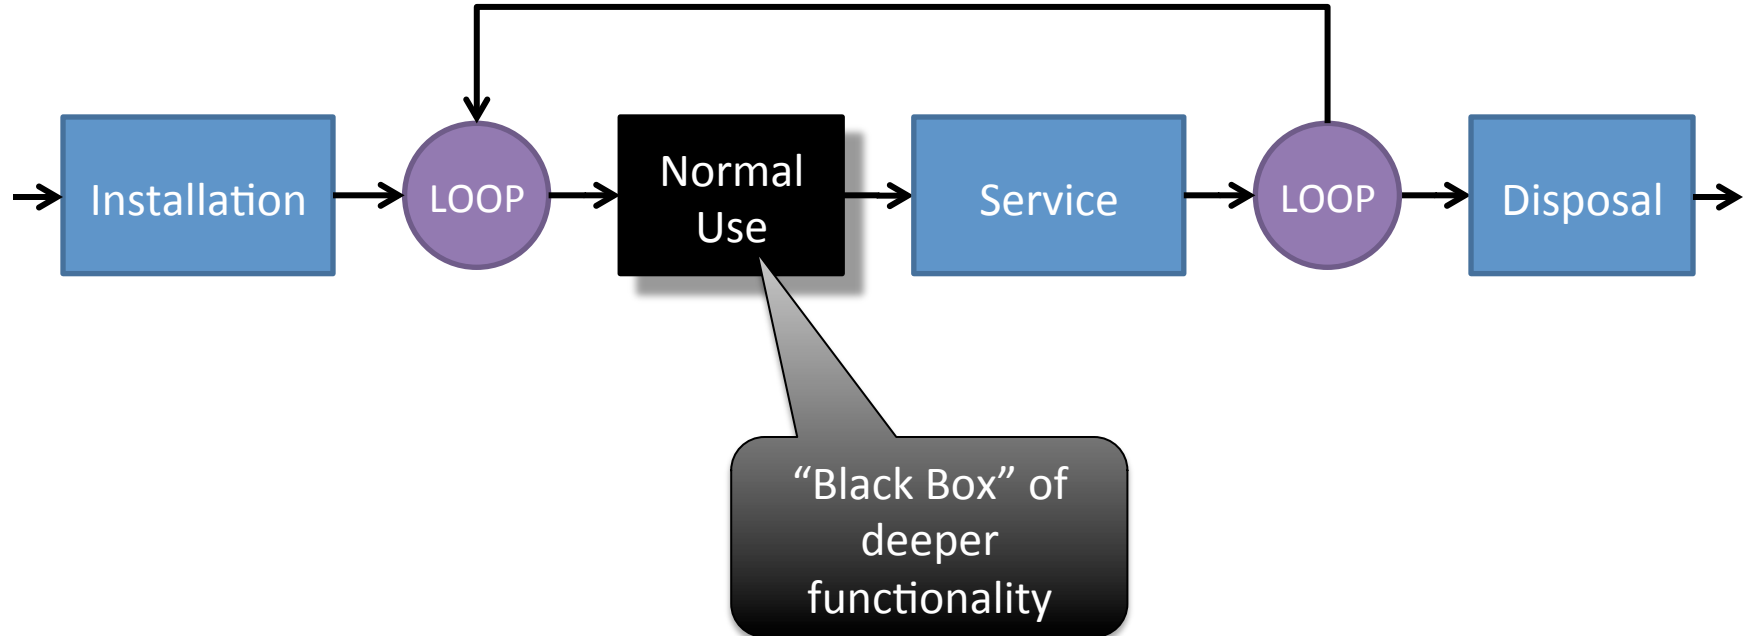 Installation
LOOP
Normal
Use
Service
LOOP
Disposal
“Black Box” of
deeper
functionality